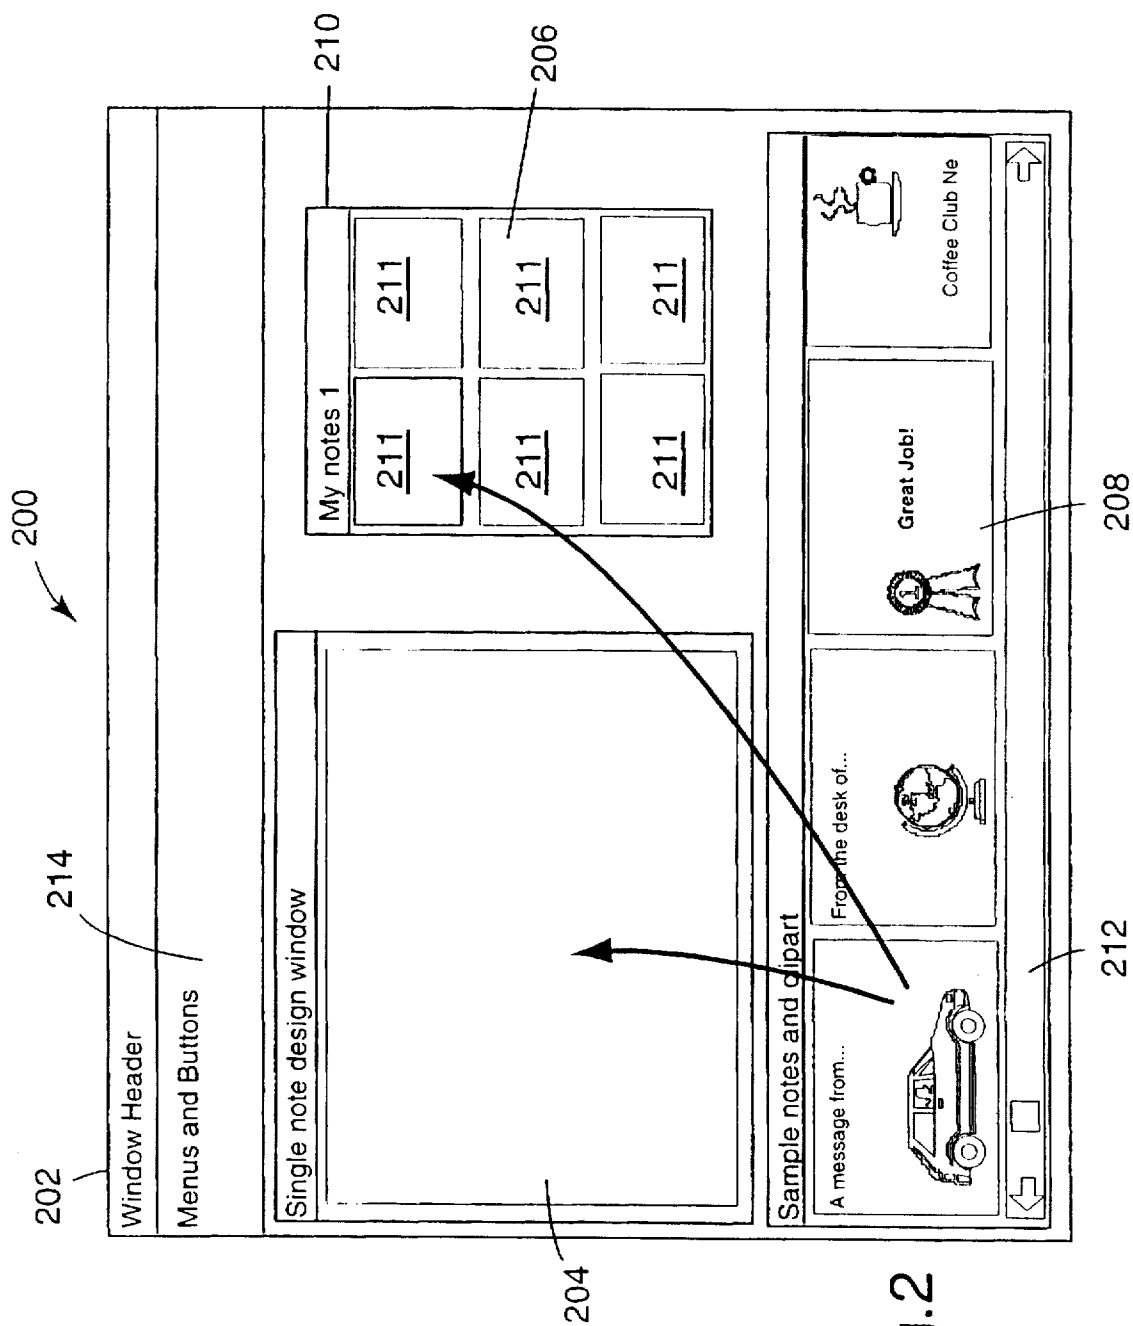 200
202
214
210
206
Window Header
Menus and Buttons
Single note design window
204
My notes 1
211
211
211
211
211
211
Sample notes and clipart
A message from...
From the desk of...
1
Great Job!
Coffee Club Ne
212
208
.2